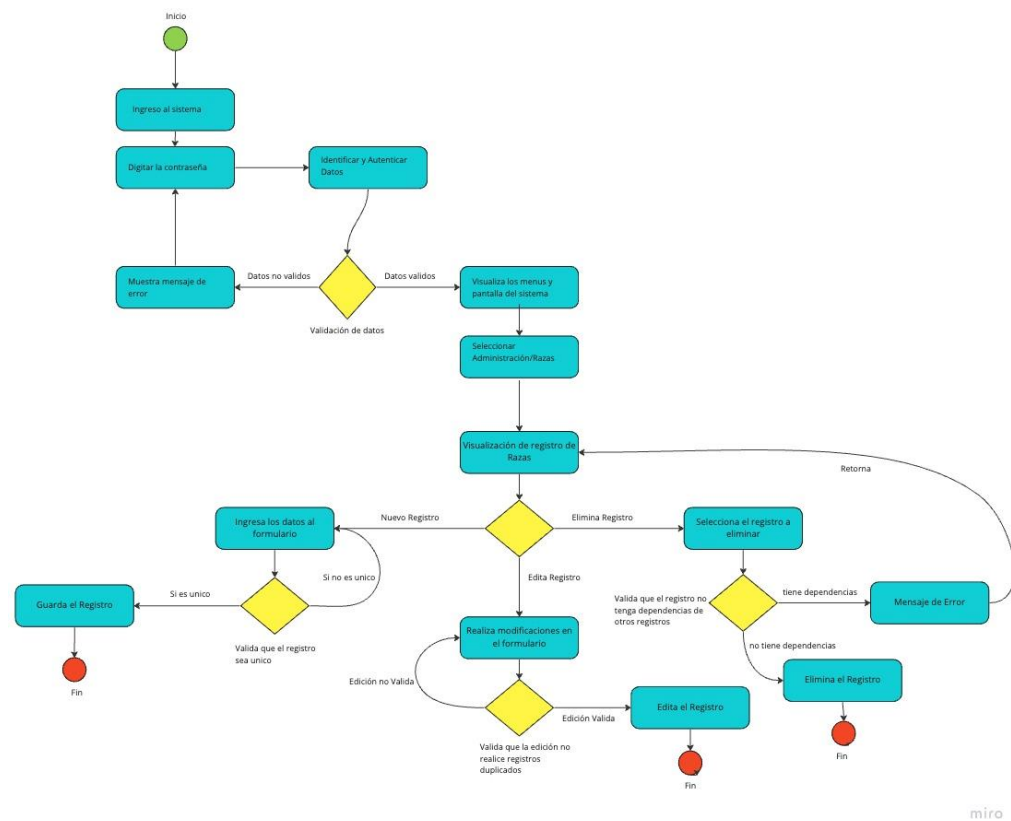 Inicio
Ingreso al sistema
Digitar la contraseña
Identificar y Autenticar
Datos
Muestra mensaje de
error
Datos no validos
Datos validos
Validación de datos
Visualiza los menus y
pantalla del sistema
Seleccionar
Administración/Razas
Visualización de registro de
Razas
Retorna
Nuevo Registro
Elimina Registro
Edita Registro
Ingresa los datos al
formulario
Si no es unico
Si es unico
Guarda el Registro
Valida que el registro
sea unico
Fin
Selecciona el registro a
eliminar
Valida que el registro no
tenga dependencias de
otros registros
tiene dependencias
Mensaje de Error
no tiene dependencias
Elimina el Registro
Fin
Realiza modificaciones en
el formulario
Edición no Valida
Edición Valida
Edita el Registro
Valida que la edición no
realice registros
duplicados
Fin
miro